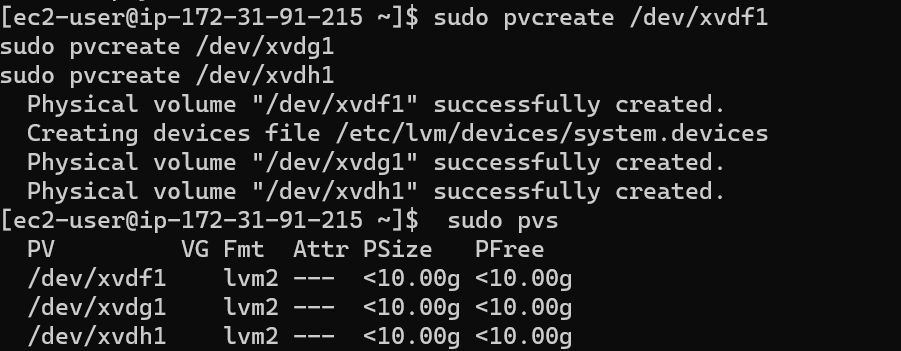 [ec2-user@ip-172-31-91-215 ~]$ sudo pvcreate /dev/xvdf1
sudo pvcreate /dev/xvdg1
sudo pvcreate /dev/xvdh1
  Physical volume "/dev/xvdf1" successfully created.
  Creating devices file /etc/lvm/devices/system.devices
  Physical volume "/dev/xvdg1" successfully created.
  Physical volume "/dev/xvdh1" successfully created.
[ec2-user@ip-172-31-91-215 ~]$  sudo pvs
  PV         VG Fmt  Attr PSize   PFree
  /dev/xvdf1    lvm2 ---  <10.00g <10.00g
  /dev/xvdg1    lvm2 ---  <10.00g <10.00g
  /dev/xvdh1    lvm2 ---  <10.00g <10.00g